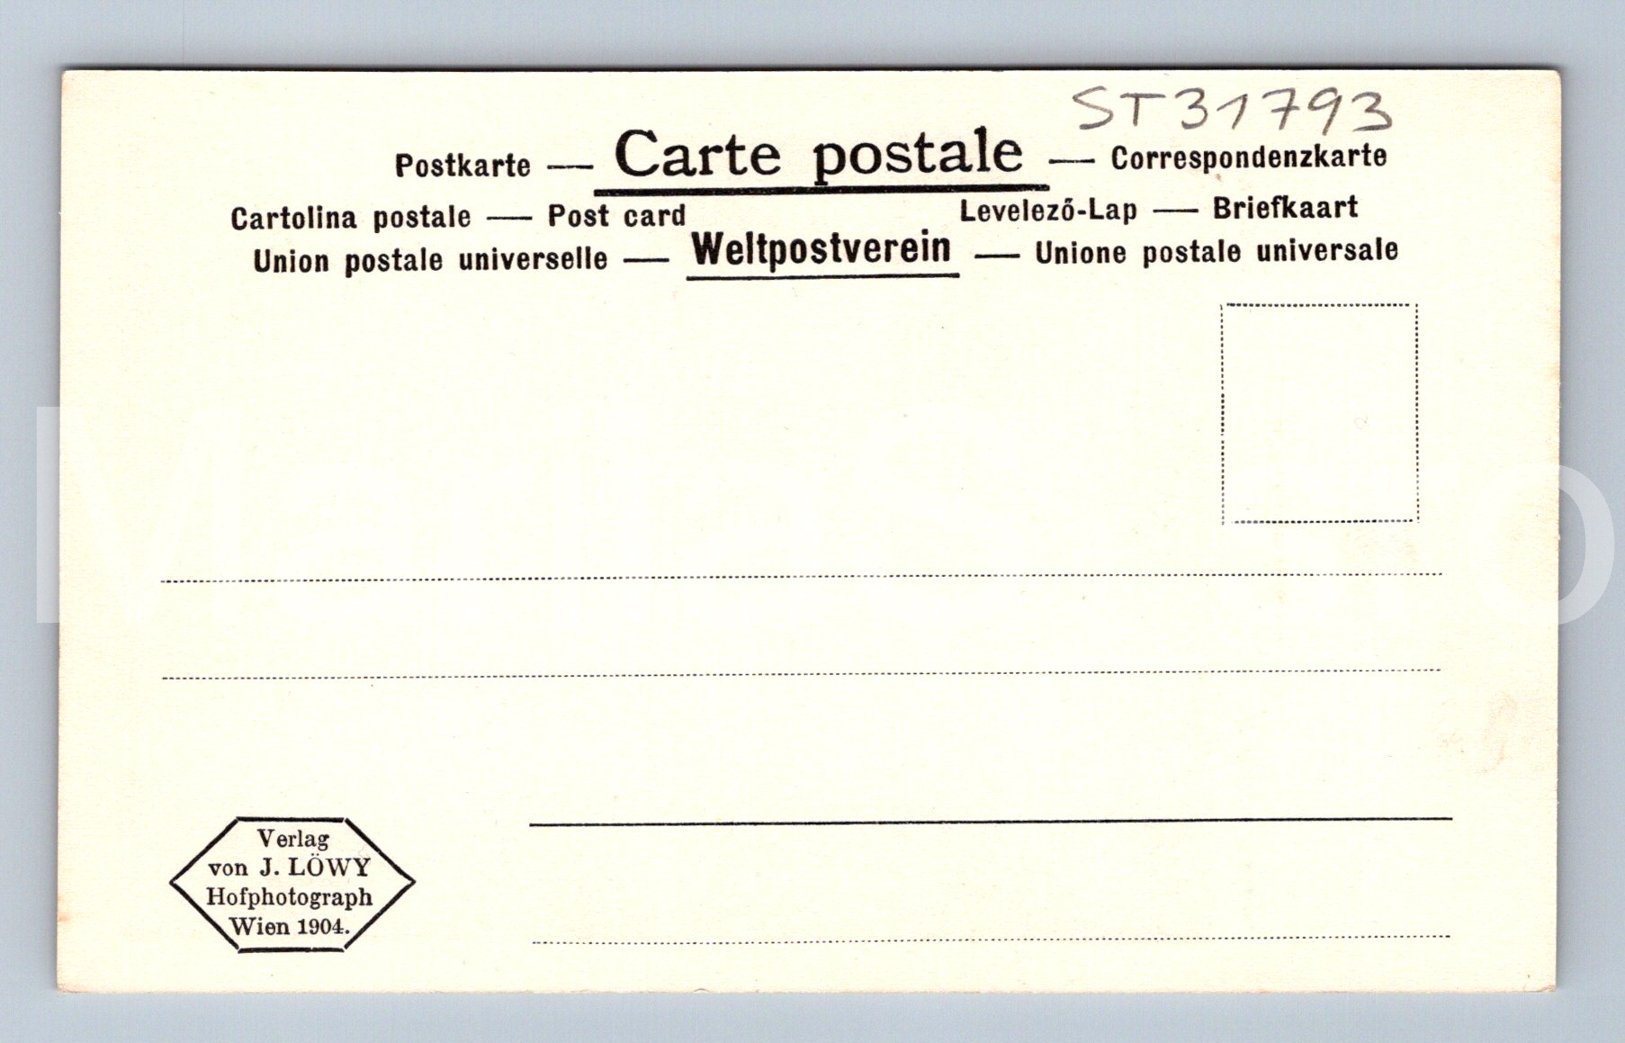 ST31793
Postkarte — Carte postale — Correspondenzkarte
Cartolina postale — Post card Levelező-Lap — Briefkaart
Union postale universelle — Weltpostverein — Unione postale universale
Verlag
von J. LÖWY
Hofphotograph
Wien 1904.